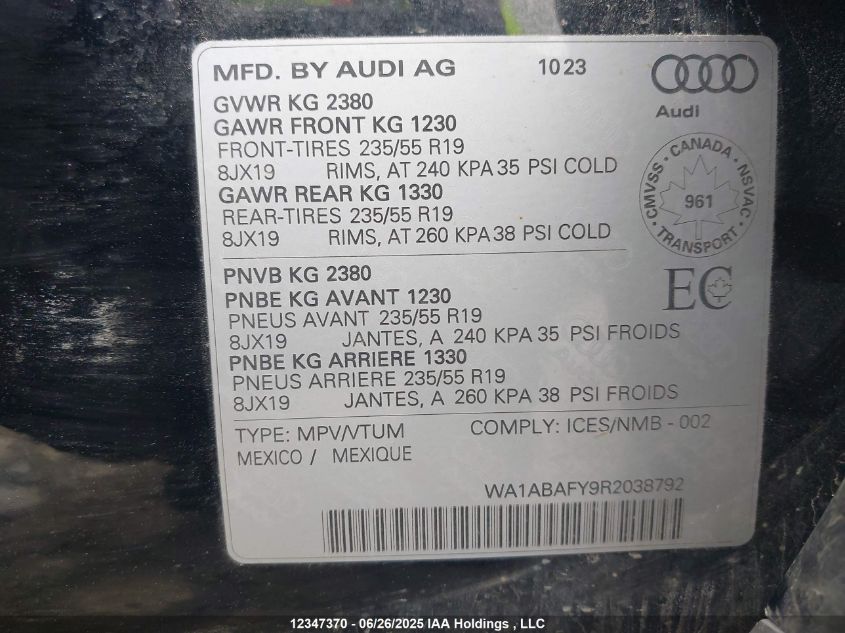 MFD. BY AUDI AG 1023
Audi
GVWR KG 2380
GAWR FRONT KG 1230
FRONT-TIRES 235/55 R19
8JX19 RIMS, AT 240 KPA 35 PSI COLD
GAWR REAR KG 1330
REAR-TIRES 235/55 R19
8JX19 RIMS, AT 260 KPA 38 PSI COLD
CMVSS - CANADA - NSVAC
961
TRANSPORT
PNVB KG 2380
PNBE KG AVANT 1230
PNEUS AVANT 235/55 R19
8JX19 JANTES, A 240 KPA 35 PSI FROIDS
PNBE KG ARRIERE 1330
PNEUS ARRIERE 235/55 R19
8JX19 JANTES, A 260 KPA 38 PSI FROIDS
EC
TYPE: MPV/VTUM COMPLY: ICES/NMB - 002
MEXICO / MEXIQUE
WA1ABAFY9R2038792
12347370 - 06/26/2025 IAA Holdings , LLC